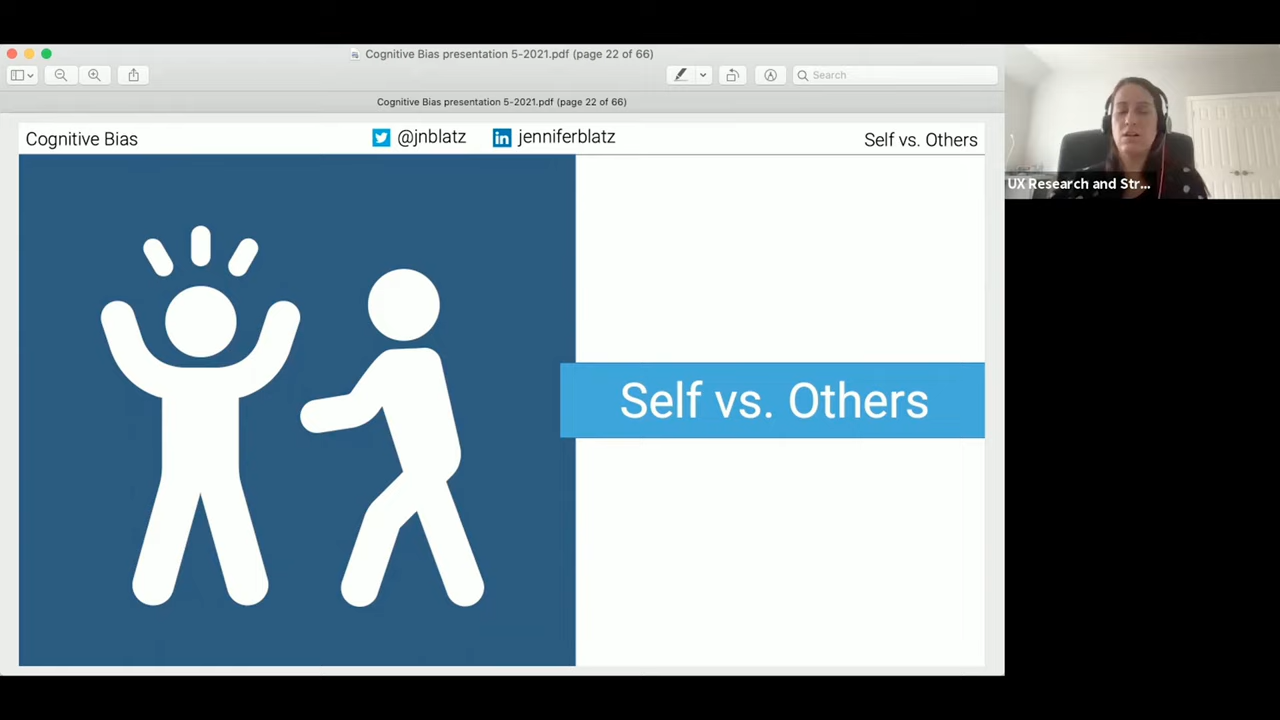 Cognitive Bias presentation 5-2021.pdf (page 22 of 66)
Search
Cognitive Bias presentation 5-2021.pdf (page 22 of 66)
Cognitive Bias
@jnblatz
in jenniferblatz
Self vs. Others
UX Research and Str...
Self vs. Others